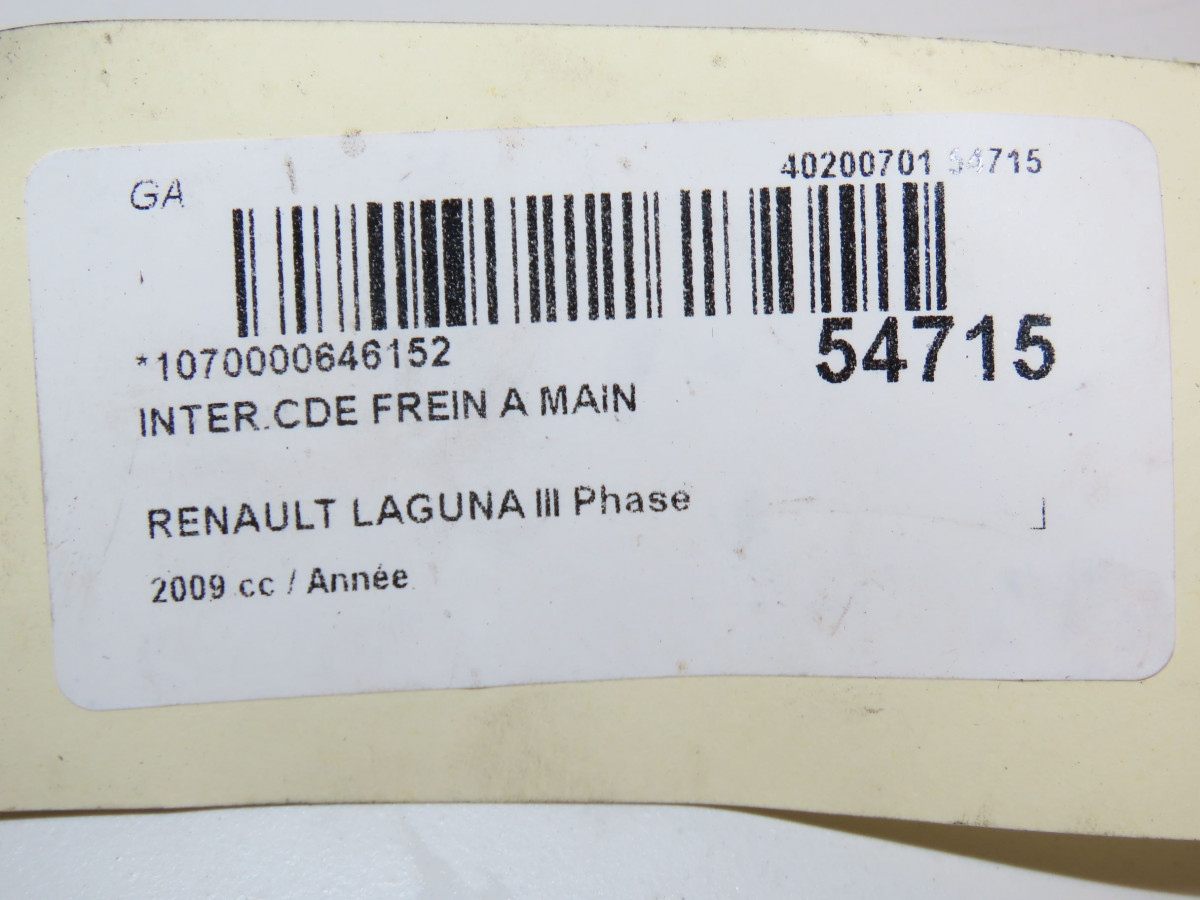 GA
40200701 54715
*1070000646152
54715
INTER.CDE FREIN A MAIN
RENAULT LAGUNA III Phase
2009 cc / Année